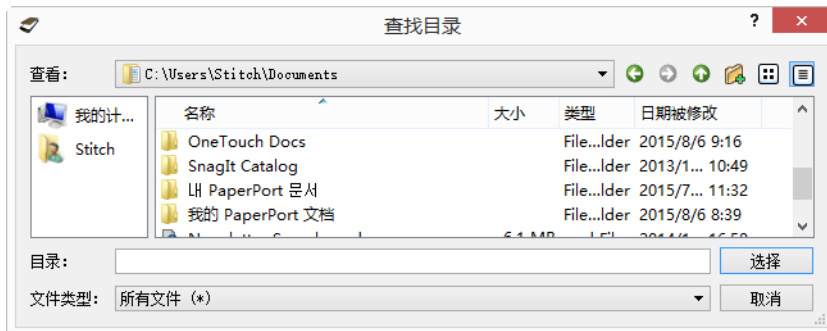 查找目录
?
×
查看: C:\Users\Stitch\Documents
我的计...
Stitch
名称 大小 类型 日期被修改
OneTouch Docs File...lder 2015/8/6 9:16
SnagIt Catalog File...lder 2013/1... 10:49
내 PaperPort 문서 File...lder 2015/7... 11:32
我的 PaperPort 文档 File...lder 2015/8/6 8:39
目录: 选择
文件类型: 所有文件 (*) 取消